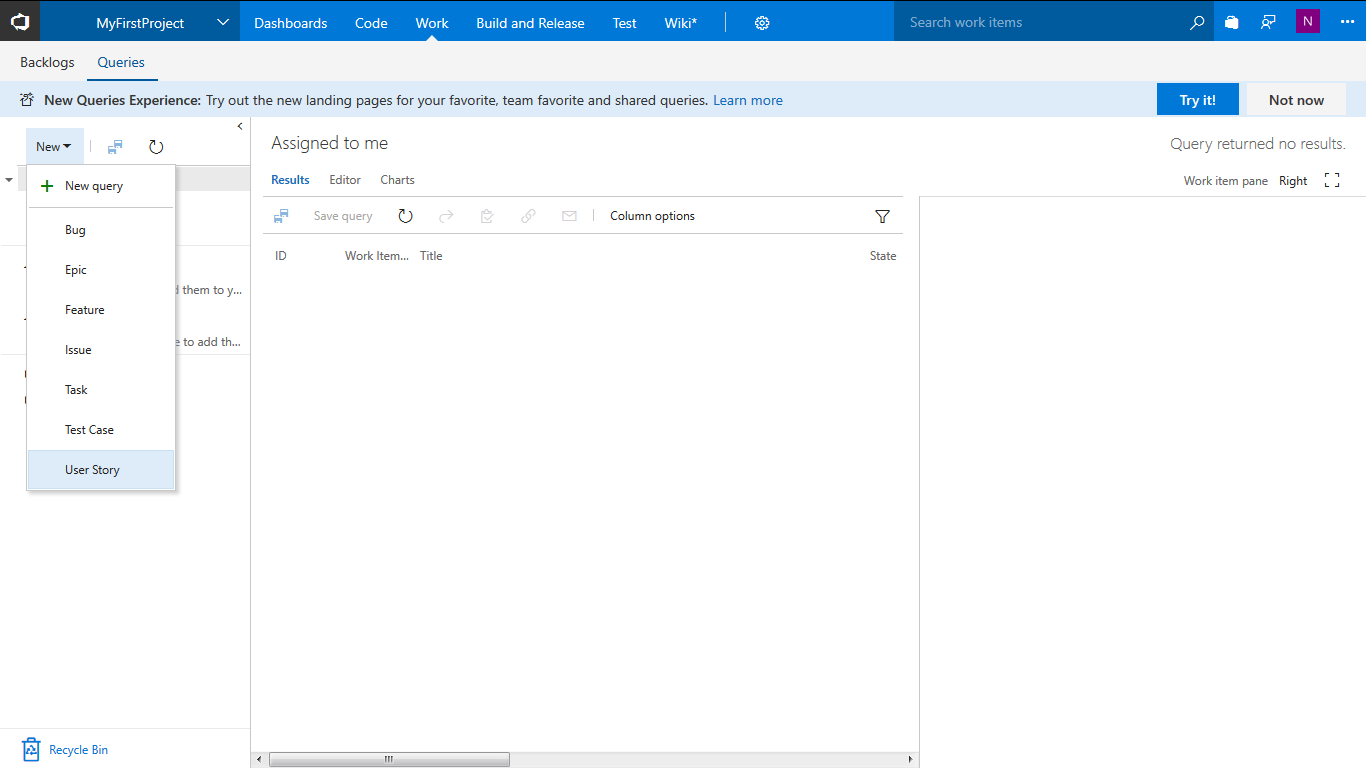 MyFirstProject Dashboards Code Work Build and Release Test Wiki* Search work items N
Backlogs Queries
New Queries Experience: Try out the new landing pages for your favorite, team favorite and shared queries. Learn more Try it! Not now
New
New query
Bug
Epic
Feature
Issue
Task
Test Case
User Story
them to y...
e to add th...
Recycle Bin
Assigned to me
Query returned no results.
Results Editor Charts
Work item pane Right
Save query Column options
ID Work Item... Title State